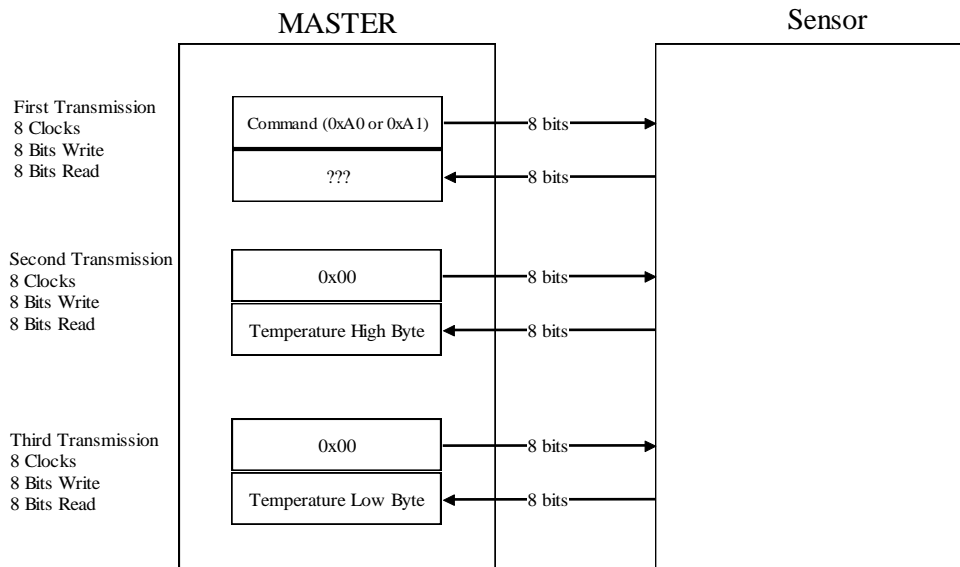 MASTER
Sensor
First Transmission
8 Clocks
8 Bits Write
8 Bits Read
Command (0xA0 or 0xA1)
8 bits
???
8 bits
Second Transmission
8 Clocks
8 Bits Write
8 Bits Read
0x00
8 bits
Temperature High Byte
8 bits
Third Transmission
8 Clocks
8 Bits Write
8 Bits Read
0x00
8 bits
Temperature Low Byte
8 bits